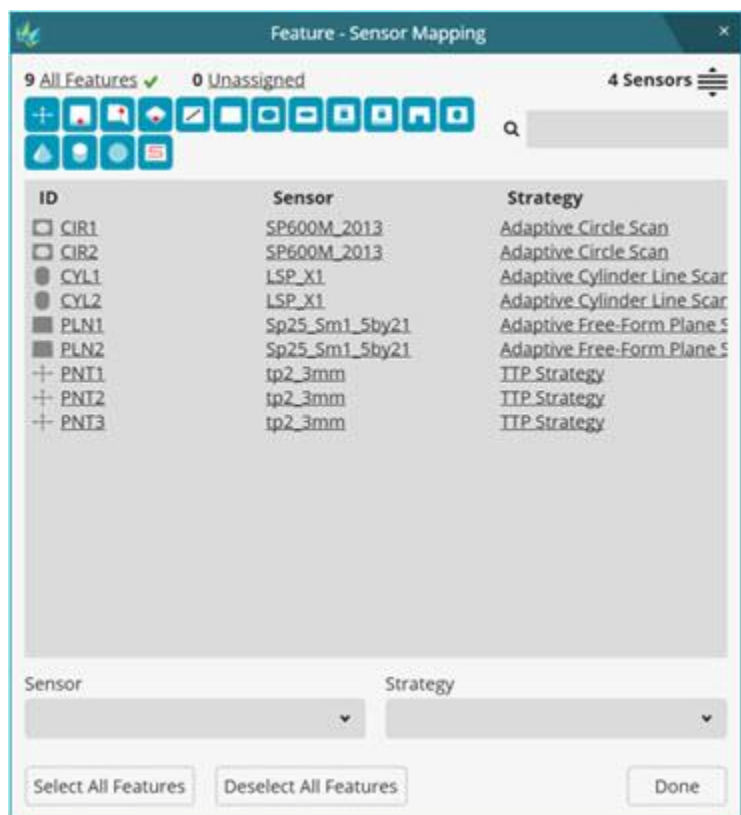 Feature - Sensor Mapping ×
9 All Features 0 Unassigned 4 Sensors
ID Sensor Strategy
CIR1 SP600M_2013 Adaptive Circle Scan
CIR2 SP600M_2013 Adaptive Circle Scan
CYL1 LSP_X1 Adaptive Cylinder Line Scan
CYL2 LSP_X1 Adaptive Cylinder Line Scan
PLN1 Sp25_Sm1_5by21 Adaptive Free-Form Plane S
PLN2 Sp25_Sm1_5by21 Adaptive Free-Form Plane S
PNT1 tp2_3mm TTP Strategy
PNT2 tp2_3mm TTP Strategy
PNT3 tp2_3mm TTP Strategy
Sensor Strategy
Select All Features Deselect All Features Done